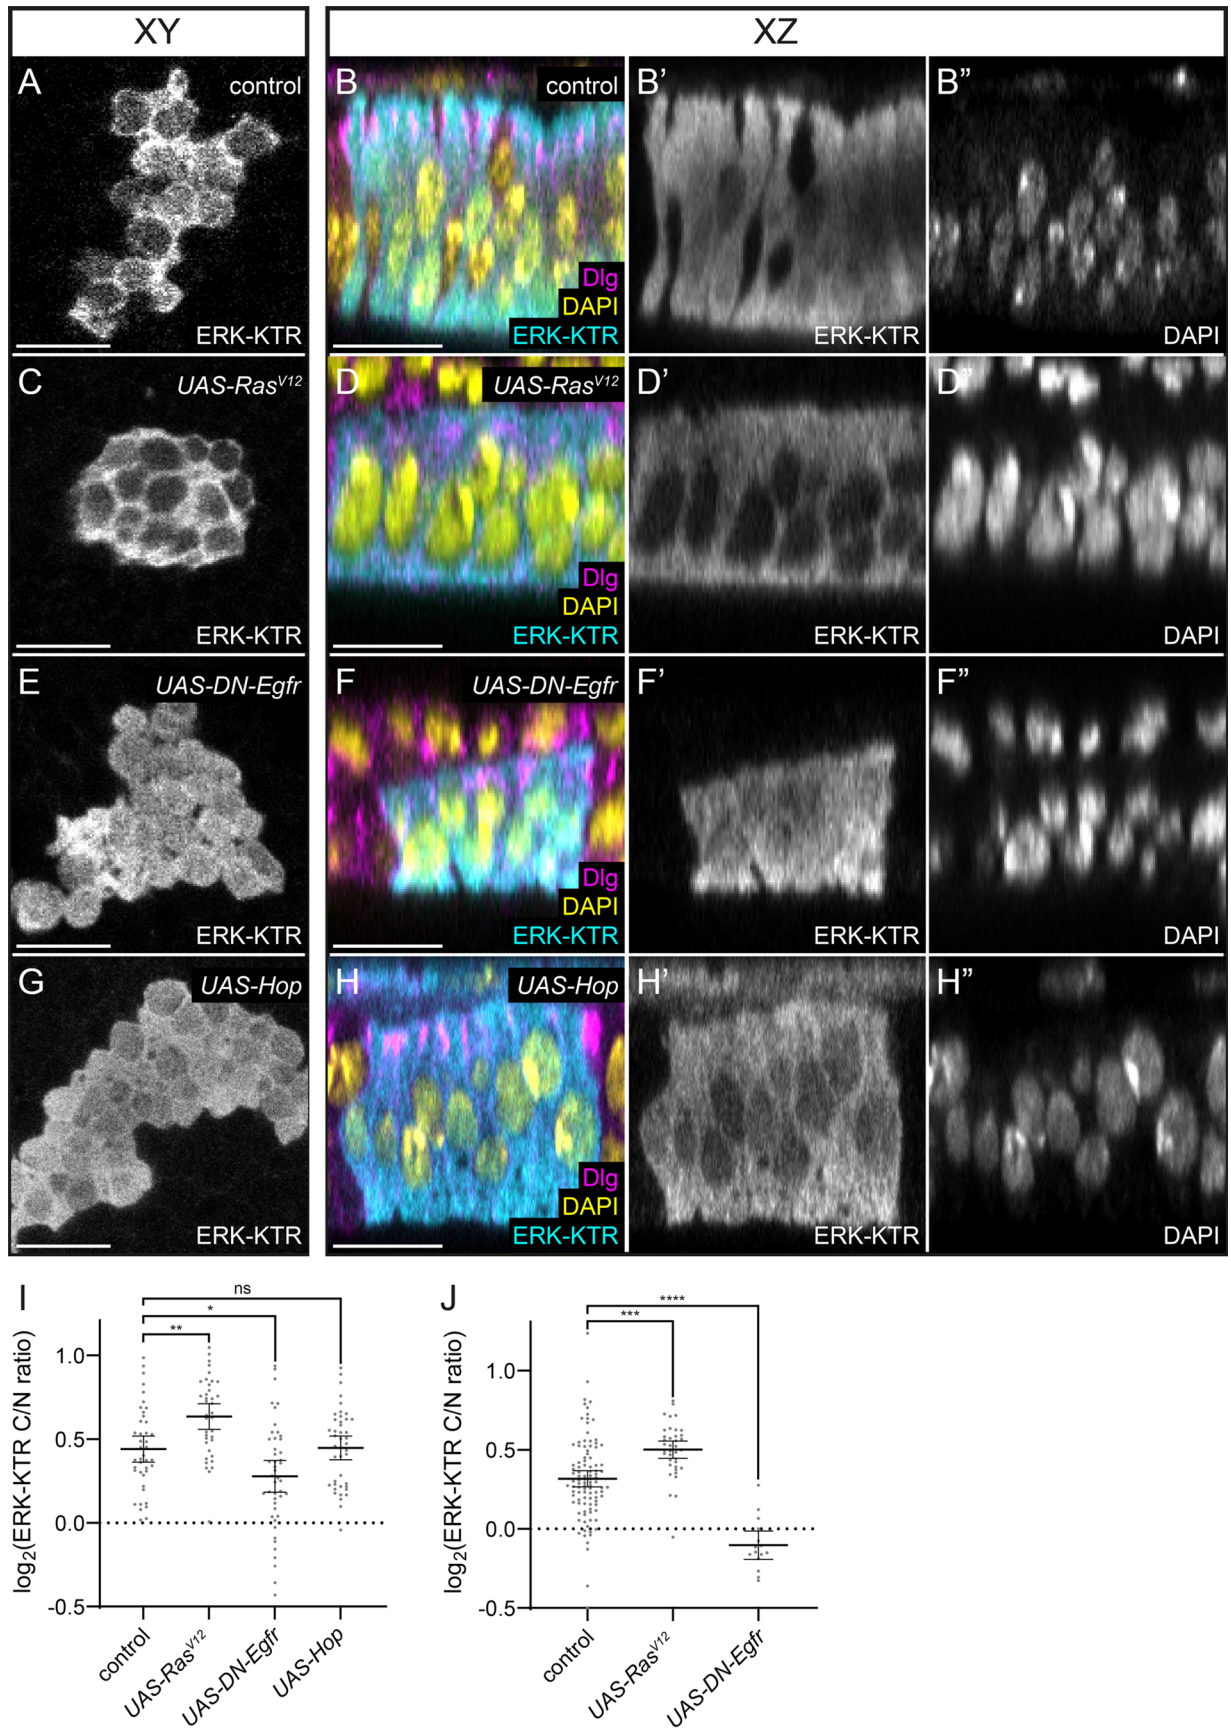 XY
XZ
A
control
ERK-KTR
B
control
Dlg
DAPI
ERK-KTR
B’
ERK-KTR
B”
DAPI
C
UAS-RasV12
ERK-KTR
D
UAS-RasV12
Dlg
DAPI
ERK-KTR
D’
ERK-KTR
D”
DAPI
E
UAS-DN-Egfr
ERK-KTR
F
UAS-DN-Egfr
Dlg
DAPI
ERK-KTR
F’
ERK-KTR
F”
DAPI
G
UAS-Hop
ERK-KTR
H
UAS-Hop
Dlg
DAPI
ERK-KTR
H’
ERK-KTR
H”
DAPI
I
ns
*
**
log2(ERK-KTR C/N ratio)
1.0
0.5
0.0
-0.5
control
UAS-RasV12
UAS-DN-Egfr
UAS-Hop
J
****
***
log2(ERK-KTR C/N ratio)
1.0
0.5
0.0
-0.5
control
UAS-RasV12
UAS-DN-Egfr